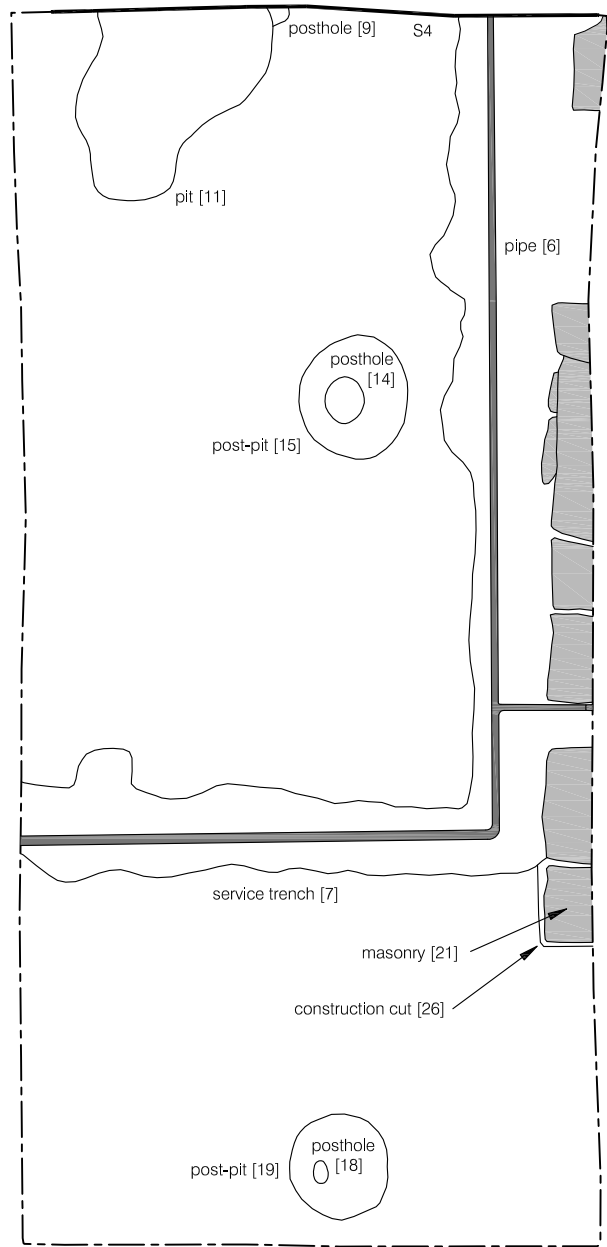 posthole [9]
S4
pit [11]
pipe [6]
posthole
[14]
post-pit [15]
service trench [7]
masonry [21]
construction cut [26]
posthole
[18]
post-pit [19]